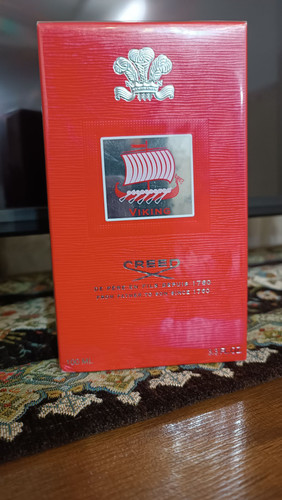 VIKING
CREED
DE PÈRE EN FILS DEPUIS 1760
FROM FATHER TO SON SINCE 1760
100 ML
3.3 FL. OZ